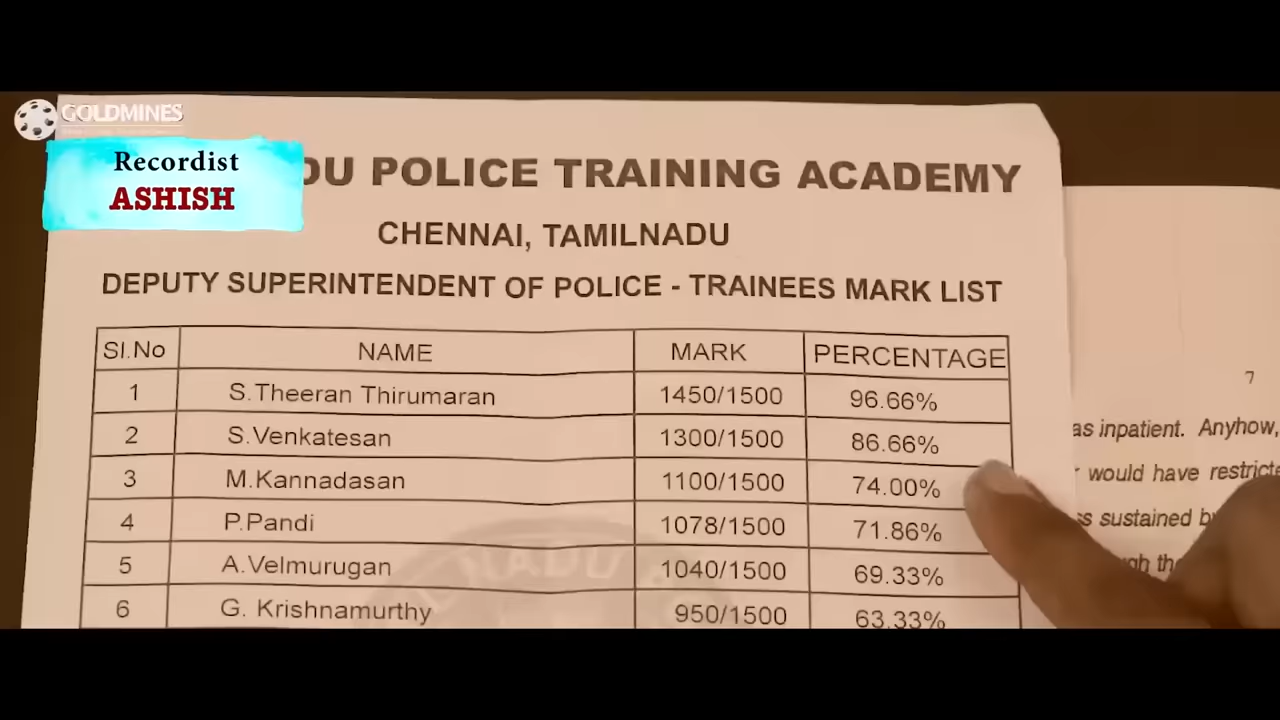 GOLDMINES
Recordist
ASHISH
DU POLICE TRAINING ACADEMY
CHENNAI, TAMILNADU
DEPUTY SUPERINTENDENT OF POLICE - TRAINEES MARK LIST
Sl.No NAME MARK PERCENTAGE
1 S.Theeran Thirumaran 1450/1500 96.66%
2 S.Venkatesan 1300/1500 86.66%
3 M.Kannadasan 1100/1500 74.00%
4 P.Pandi 1078/1500 71.86%
5 A.Velmurugan 1040/1500 69.33%
6 G. Krishnamurthy 950/1500 63.33%
NADU
7
as inpatient. Anyhow,
would have
sustained